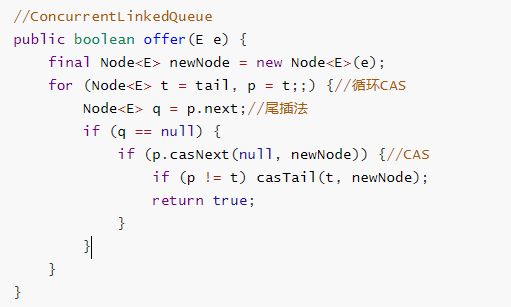 //ConcurrentLinkedQueue
public boolean offer(E e) {
    final Node<E> newNode = new Node<E>(e);
    for (Node<E> t = tail, p = t;;) {//循环CAS
        Node<E> q = p.next;//尾插法
        if (q == null) {
            if (p.casNext(null, newNode)) {//CAS
                if (p != t) casTail(t, newNode);
                return true;
            }
        }
    }
}